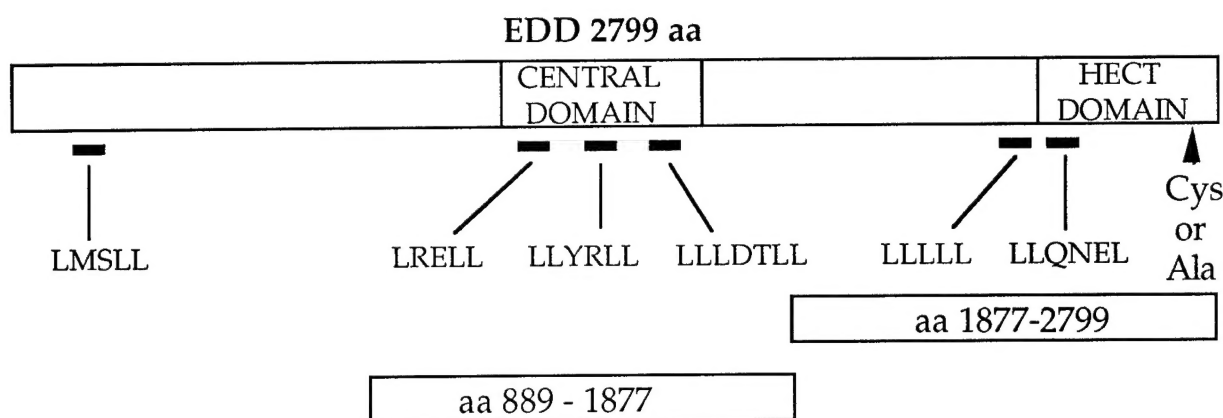 EDD 2799 aa
CENTRAL
DOMAIN
HECT
DOMAIN
LMSLL
LRELL
LLYRLL
LLLDTLL
LLLLL
LLQNEL
Cys
or
Ala
aa 1877-2799
aa 889 - 1877